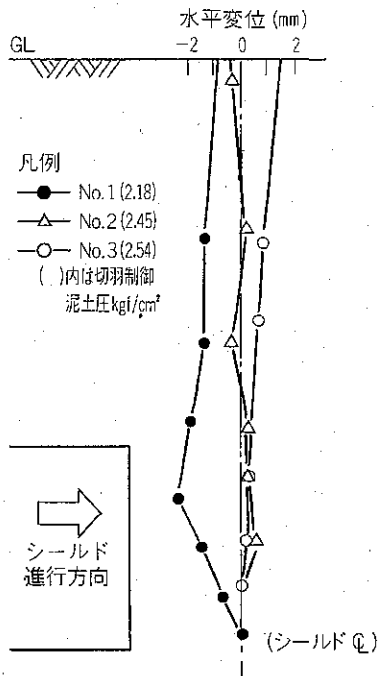 水平変位(mm)
GL
-2 0 2
凡例
No.1(2.18)
No.2(2.45)
No.3(2.54)
( )内は切羽制御
泥土圧kgf/cm²
シールド
進行方向
(シールド℄)